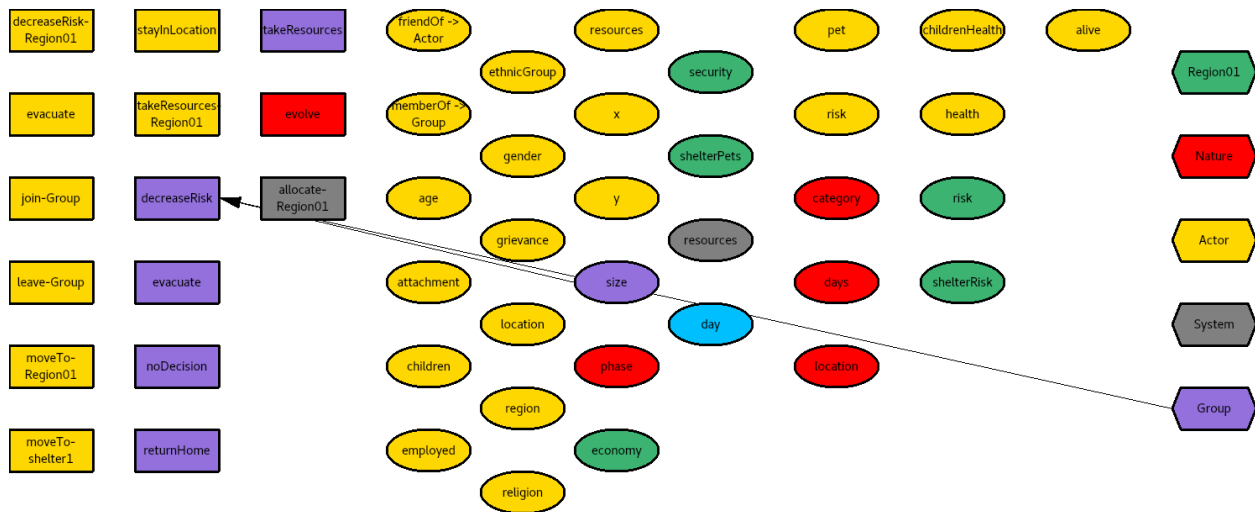 decreaseRisk-
Region01
stayInLocation
takeResources
friendOf ->
Actor
resources
pet
childrenHealth
alive
ethnicGroup
security
Region01
evacuate
takeResources-
Region01
evolve
memberOf ->
Group
x
risk
health
gender
shelterPets
Nature
join-Group
decreaseRisk
allocate-
Region01
age
y
category
risk
grievance
resources
Actor
leave-Group
evacuate
attachment
size
days
shelterRisk
location
day
System
moveTo-
Region01
noDecision
children
phase
location
region
Group
moveTo-
shelter1
returnHome
employed
economy
religion